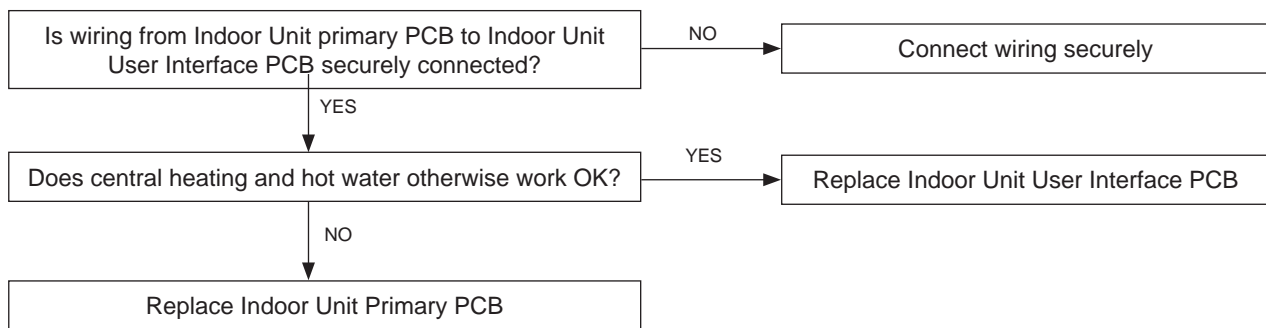 Is wiring from Indoor Unit primary PCB to Indoor Unit
User Interface PCB securely connected?
NO
Connect wiring securely
YES
Does central heating and hot water otherwise work OK?
YES
Replace Indoor Unit User Interface PCB
NO
Replace Indoor Unit Primary PCB